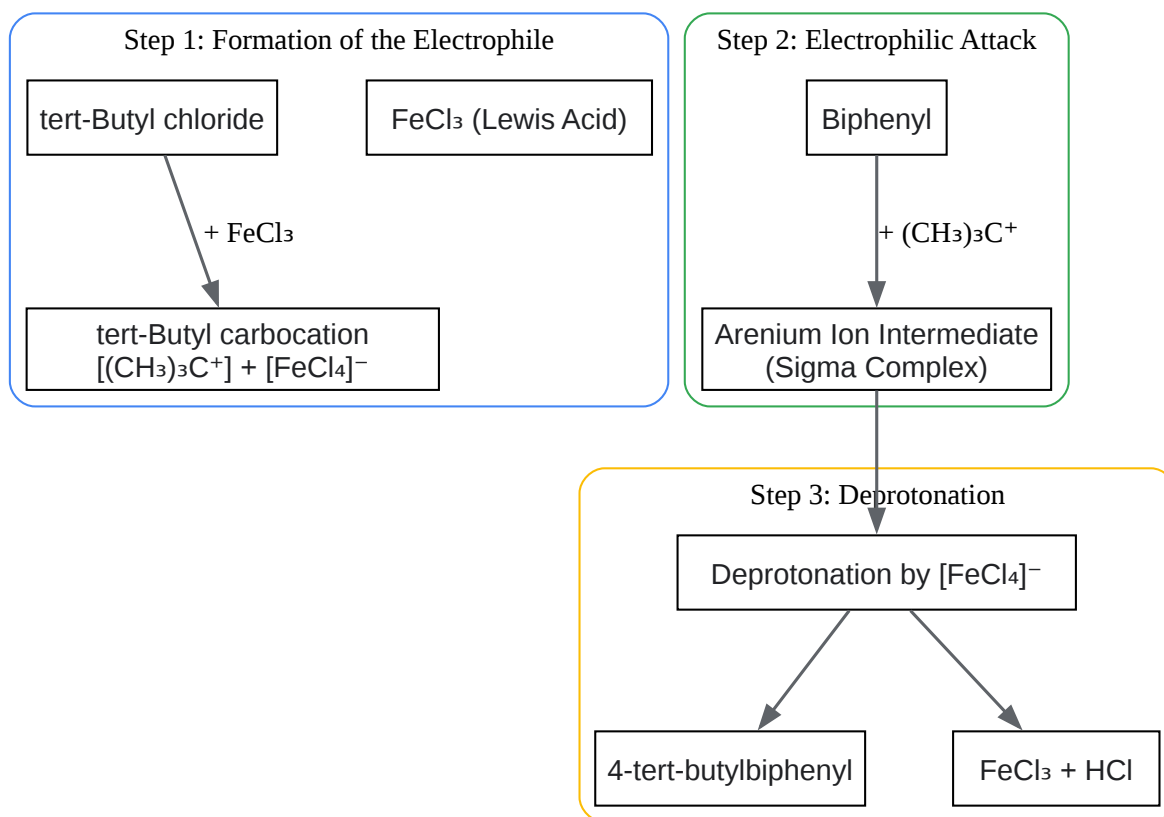 Step 1: Formation of the Electrophile
tert-Butyl chloride
FeCl₃ (Lewis Acid)
+ FeCl₃
tert-Butyl carbocation
[(CH₃)₃C⁺] + [FeCl₄]⁻
Step 2: Electrophilic Attack
Biphenyl
+ (CH₃)₃C⁺
Arenium Ion Intermediate
(Sigma Complex)
Step 3: Deprotonation
Deprotonation by [FeCl₄]⁻
4-tert-butylbiphenyl
FeCl₃ + HCl